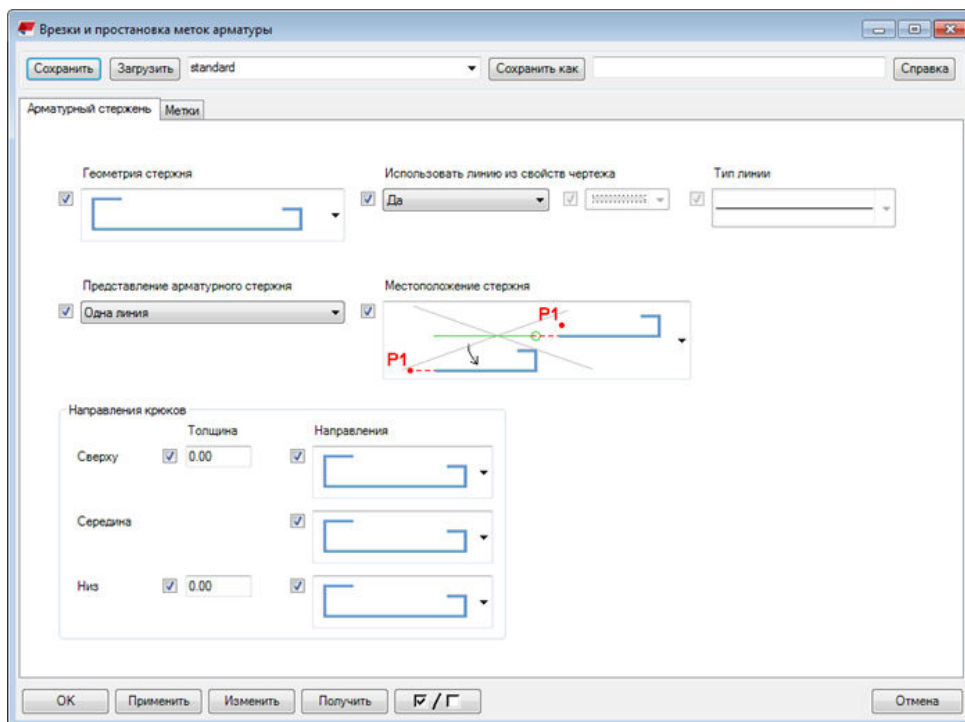 Врезки и простановка меток арматуры
Сохранить Загрузить standard Сохранить как Справка
Арматурный стержень Метки
Геометрия стержня Использовать линию из свойств чертежа Тип линии
Да
Представление арматурного стержня Местоположение стержня
Одна линия
P1
P1
Направления крюков
Толщина Направления
Сверху 0.00
Середина
Низ 0.00
OK Применить Изменить Получить / Отмена